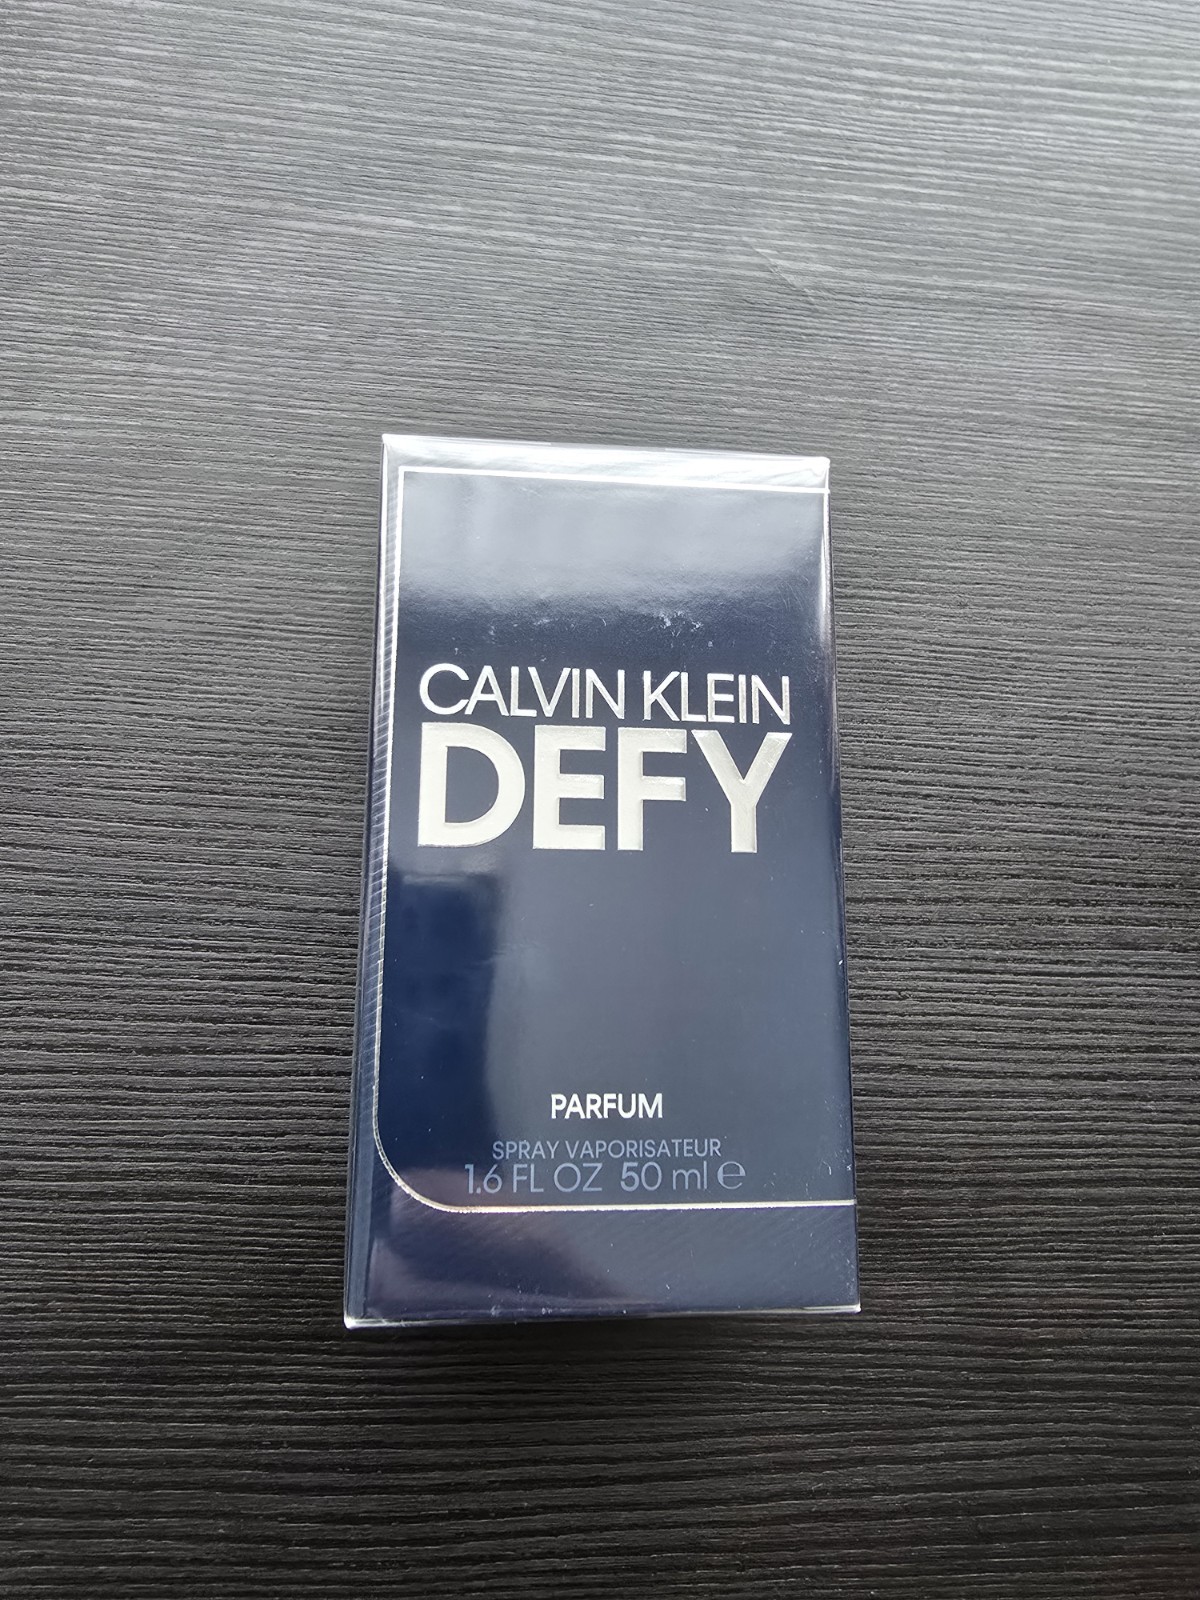 CALVIN KLEIN
DEFY
PARFUM
SPRAY VAPORISATEUR
1.6 FL OZ 50 ml ℮